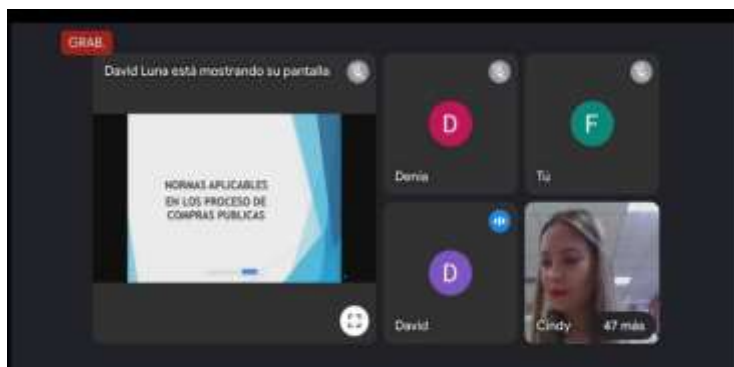 GRAB.
David Luna está mostrando su pantalla
NORMAS APLICABLES
EN LOS PROCESO DE
COMPRAS PUBLICAS
D
Denia
F
Tú
D
David
Cindy
47 más